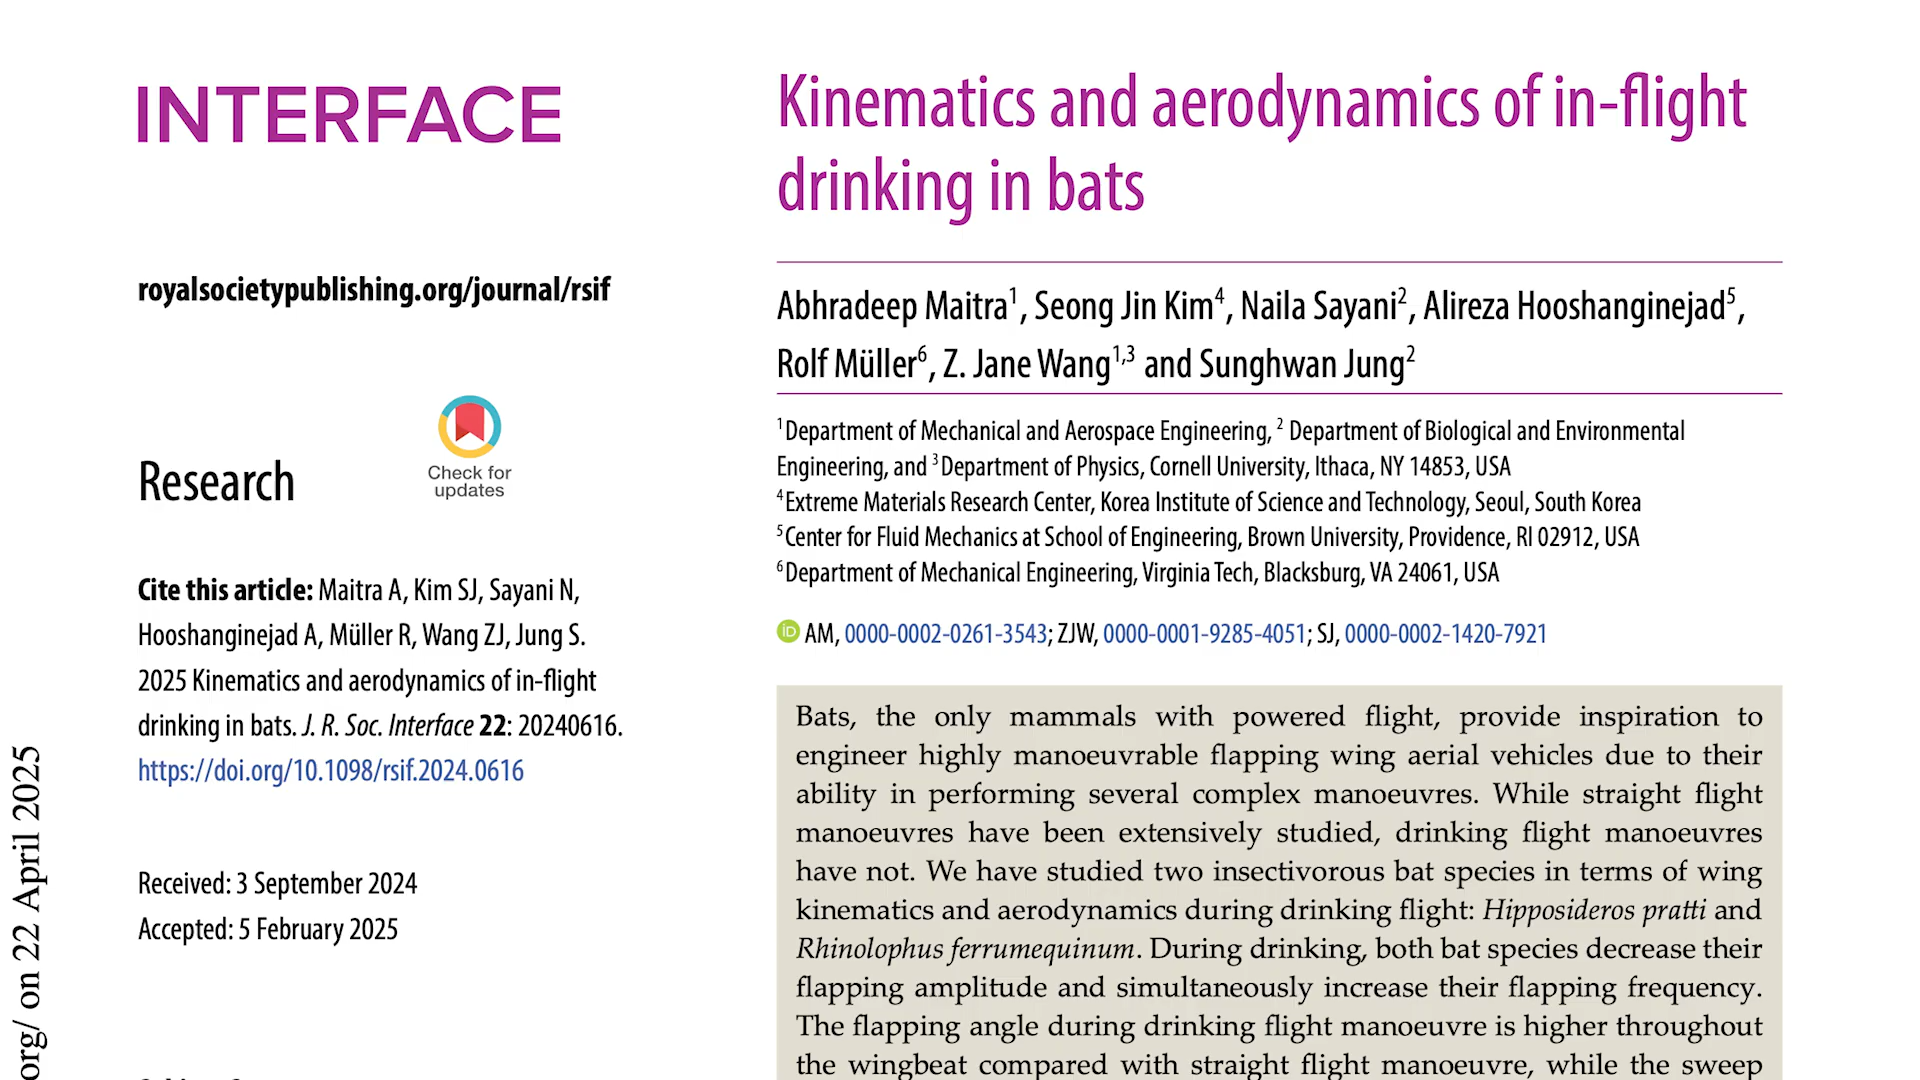 INTERFACE
royalsocietypublishing.org/journal/rsif
Research
Check for
updates
Cite this article: Maitra A, Kim SJ, Sayani N,
Hooshanginejad A, Müller R, Wang ZJ, Jung S.
2025 Kinematics and aerodynamics of in-flight
drinking in bats. J. R. Soc. Interface 22: 20240616.
https://doi.org/10.1098/rsif.2024.0616
Received: 3 September 2024
Accepted: 5 February 2025
org/ on 22 April 2025
Kinematics and aerodynamics of in-flight
drinking in bats
Abhradeep Maitra1, Seong Jin Kim4, Naila Sayani2, Alireza Hooshanginejad5,
Rolf Müller6, Z. Jane Wang1,3 and Sunghwan Jung2
1Department of Mechanical and Aerospace Engineering, 2 Department of Biological and Environmental
Engineering, and 3Department of Physics, Cornell University, Ithaca, NY 14853, USA
4Extreme Materials Research Center, Korea Institute of Science and Technology, Seoul, South Korea
5Center for Fluid Mechanics at School of Engineering, Brown University, Providence, RI 02912, USA
6Department of Mechanical Engineering, Virginia Tech, Blacksburg, VA 24061, USA
iD AM, 0000-0002-0261-3543; ZJW, 0000-0001-9285-4051; SJ, 0000-0002-1420-7921
Bats, the only mammals with powered flight, provide inspiration to
engineer highly manoeuvrable flapping wing aerial vehicles due to their
ability in performing several complex manoeuvres. While straight flight
manoeuvres have been extensively studied, drinking flight manoeuvres
have not. We have studied two insectivorous bat species in terms of wing
kinematics and aerodynamics during drinking flight: Hipposideros pratti and
Rhinolophus ferrumequinum. During drinking, both bat species decrease their
flapping amplitude and simultaneously increase their flapping frequency.
The flapping angle during drinking flight manoeuvre is higher throughout
the wingbeat compared with straight flight manoeuvre, while the sweep